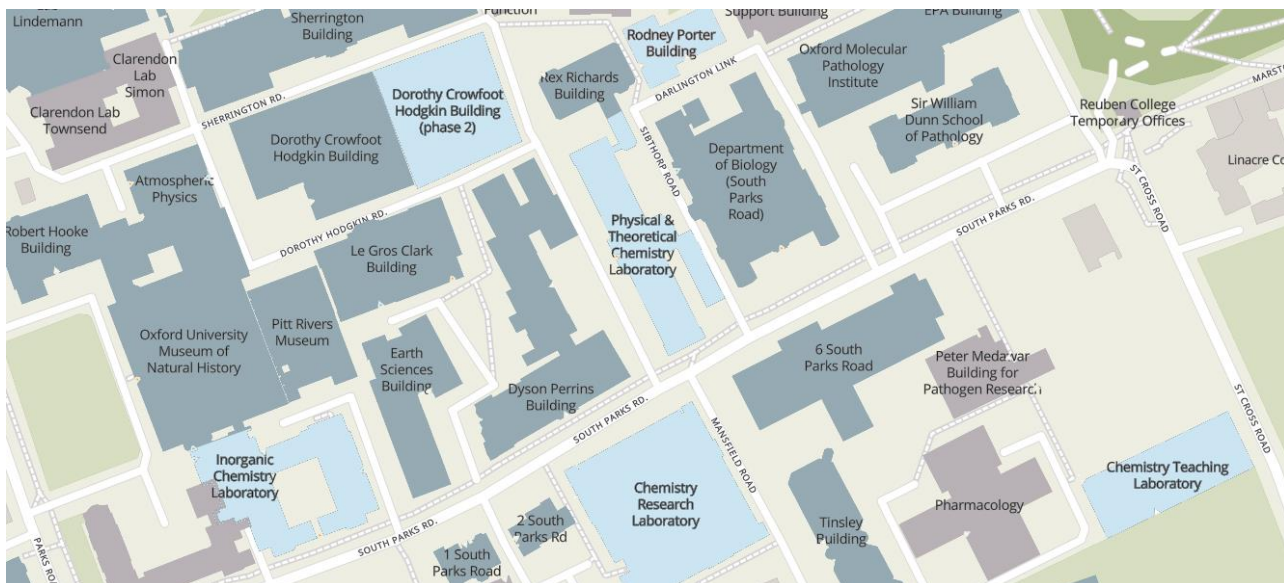 Lindemann
Sherrington
Building
Function
Support Building
EPA Building
Rodney Porter
Building
Clarendon
Lab
Simon
Clarendon Lab
Townsend
SHERRINGTON RD.
Dorothy Crowfoot
Hodgkin Building
(phase 2)
Dorothy Crowfoot
Hodgkin Building
Rex Richards
Building
DARLINGTON LINK
SIBTHORP ROAD
Oxford Molecular
Pathology
Institute
Sir William
Dunn School
of Pathology
Reuben College
Temporary Offices
MARST
Linacre Co
Department
of Biology
(South
Parks
Road)
Atmospheric
Physics
Robert Hooke
Building
DOROTHY HODGKIN RD.
Le Gros Clark
Building
Physical &
Theoretical
Chemistry
Laboratory
SOUTH PARKS RD.
ST CROSS ROAD
Oxford University
Museum of
Natural History
Pitt Rivers
Museum
Earth
Sciences
Building
Dyson Perrins
Building
6 South
Parks Road
Peter Medawar
Building for
Pathogen Research
SOUTH PARKS RD.
MANSFIELD ROAD
ST CROSS ROAD
Inorganic
Chemistry
Laboratory
Chemistry
Research
Laboratory
Chemistry Teaching
Laboratory
Pharmacology
Tinsley
Puilding
2 South
Parks Rd
1 South
Parks Road
SOUTH PARKS RD.
PARKS ROA